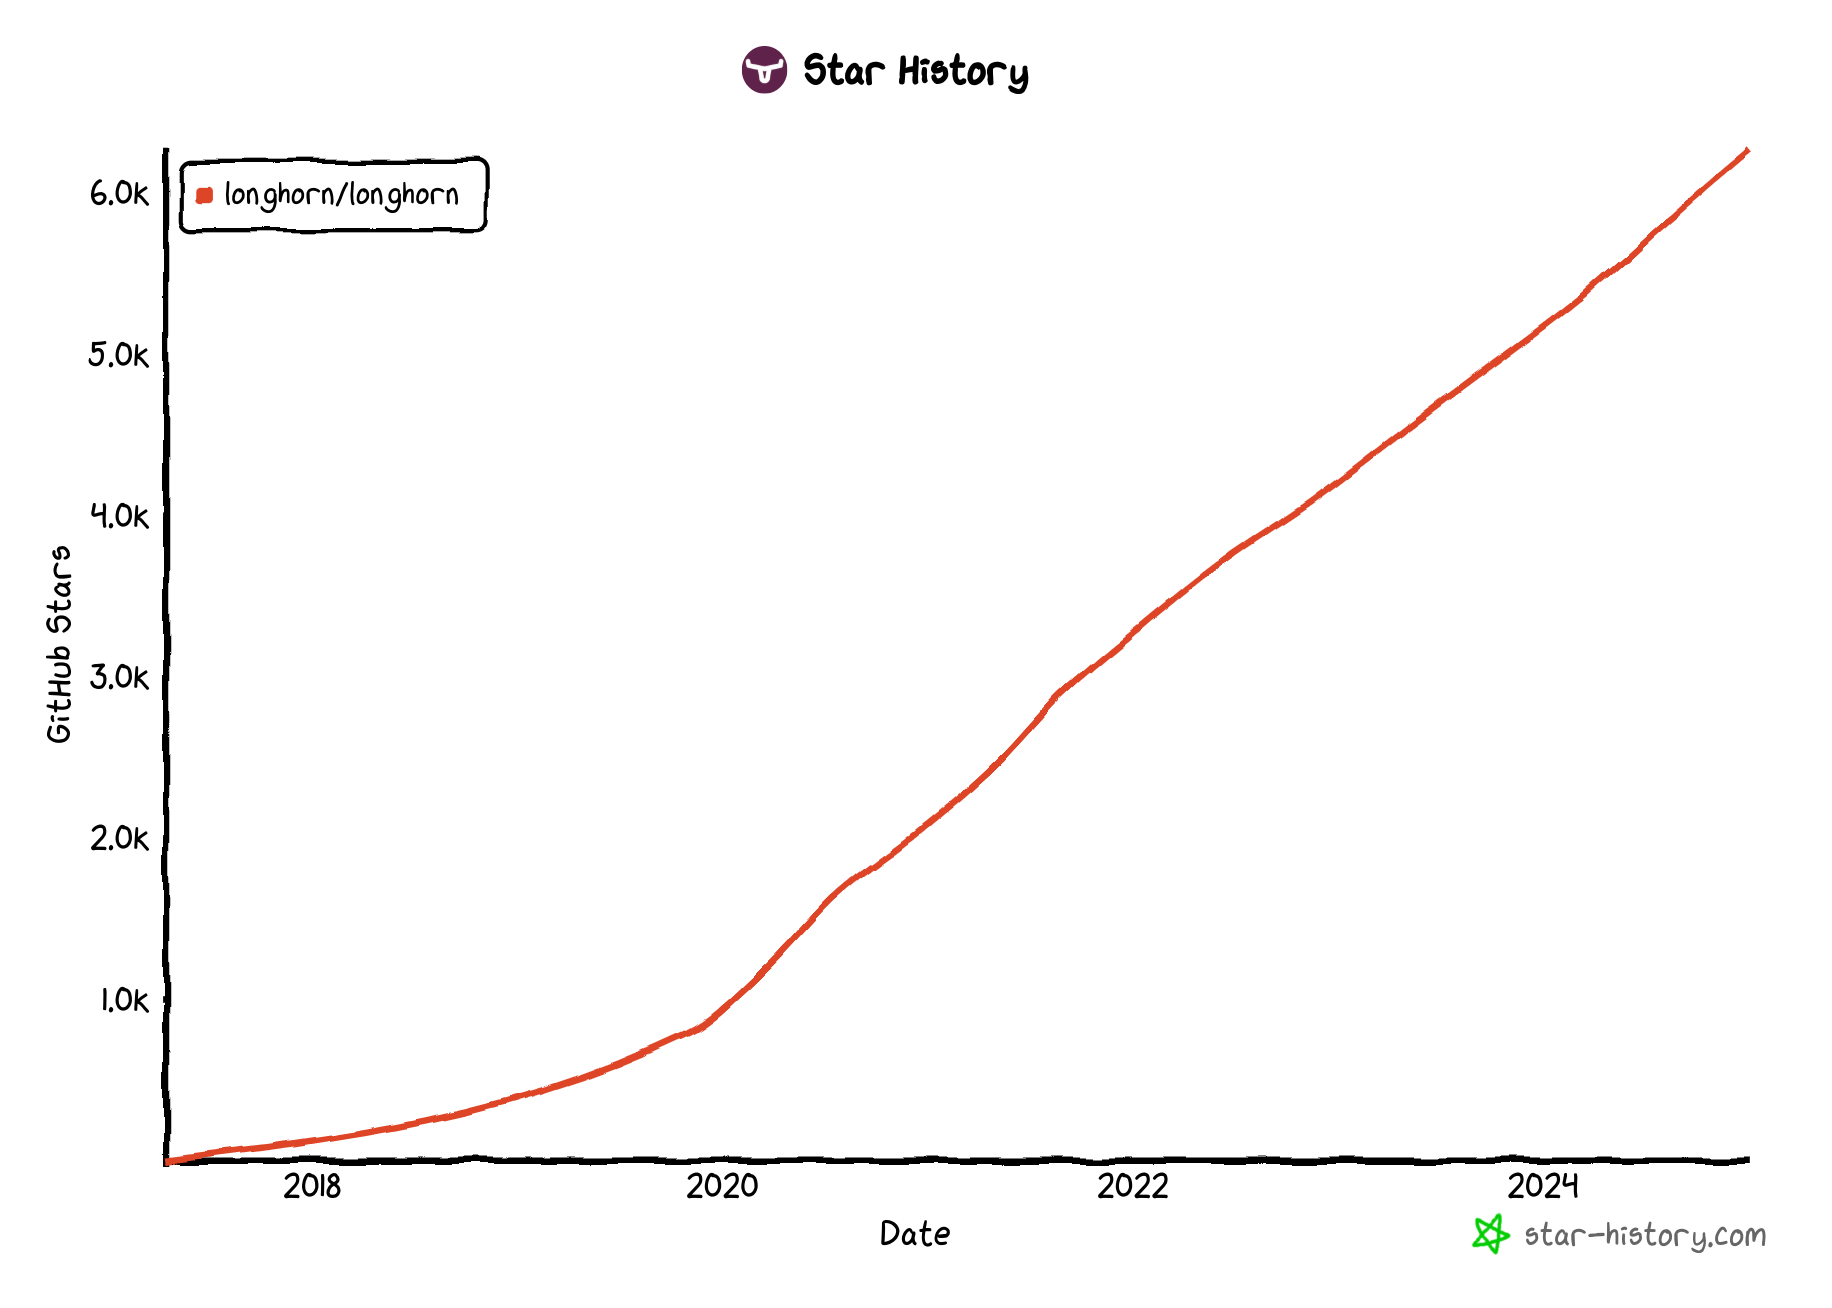 Star History
longhorn/longhorn
6.0k
5.0k
4.0k
3.0k
2.0k
1.0k
GitHub Stars
2018
2020
2022
2024
Date
star-history.com